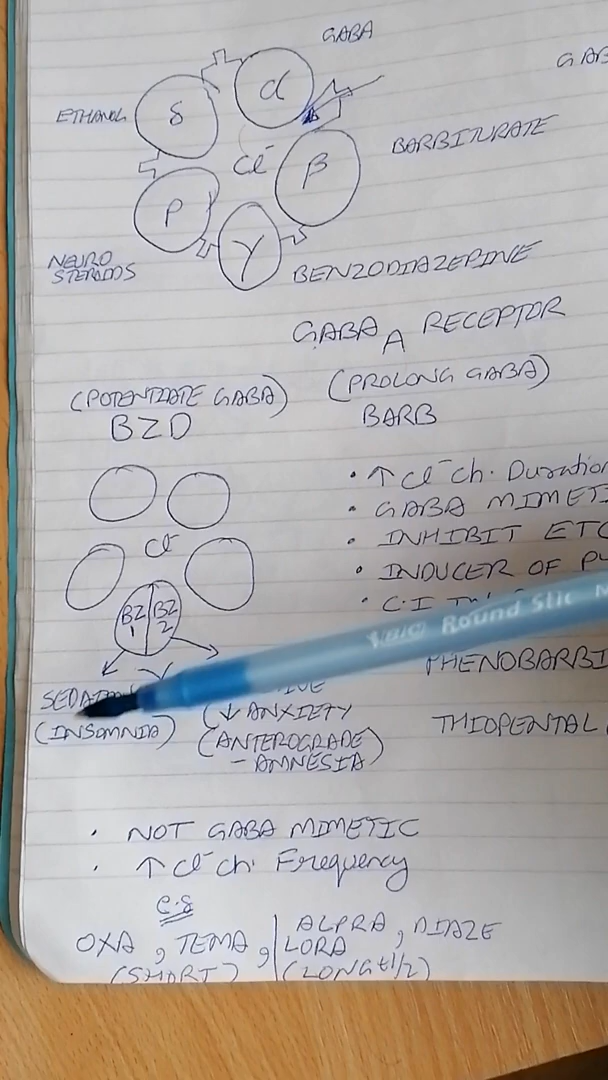 GABA
GAB
α
δ
ETHANOL
BARBITURATE
Cl⁻
β
ρ
γ
NEURO
STEROIDS
BENZODIAZEPINE
GABA A RECEPTOR
(POTENTIATE GABA)
BZD
(PROLONG GABA)
BARB
• ↑ Cl⁻ ch. Duration
• GABA MIMETI
• INHIBIT ETC
• INDUCER OF P
• C.I
Cl⁻
BZ 1
BZ 2
γ
BIC Round Stic
PHENOBARBI
(INSOMNIA)
(↓ ANXIETY
(ANTEROGRADE)
- AMNESIA
THIOPENTAL
• NOT GABA MIMETIC
• ↑ Cl⁻ ch. Frequency
e.g
OXA, TEMA,
(SHORT)
ALPRA, DIAZE
LORA
(LONG t1/2)